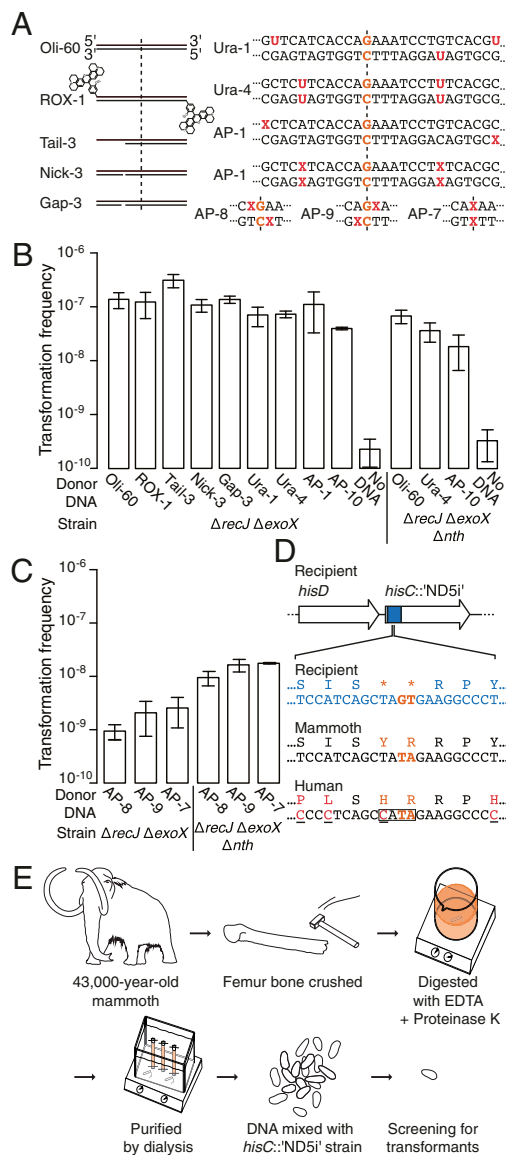 A
Oli-60 5' 3'
3' 5'
ROX-1
Tail-3
Nick-3
Gap-3
Ura-1 ···GUTCATCACCAGAAATCCTGTCACGU···
···CGAGTAGTGGTCTTTAGGAUAGTGCG···
Ura-4 ···GCTCUTCACCAGAAATCCUGTCACGC···
···CGAGUAGTGGTCTTTAGGAUAGTGCG···
AP-1 XCTCATCACCAGAAATCCTGTCACGC···
···CGAGTAGTGGTCTTTAGGACAGTGCX
AP-1 ···GCTCXTCACCAGAAATCCTXTCACGC···
···CGAGXAGTGGTCTTTAGGAXAGTGCG···
AP-8 ···CXGAA···
···GTCXT···
AP-9 ···CAGXA···
···GXCTT···
AP-7 ···CAXAA···
···GTXTT···
B
Transformation frequency
10-6
10-7
10-8
10-9
10-10
Donor DNA
Oli-60 ROX-1 Tail-3 Nick-3 Gap-3 Ura-1 Ura-4 AP-1 AP-10 No DNA
Oli-60 Ura-4 AP-10 No DNA
Strain ΔrecJ ΔexoX
ΔrecJ ΔexoX
Δnth
C
Transformation frequency
10-6
10-7
10-8
10-9
10-10
Donor DNA
AP-8 AP-9 AP-7 AP-8 AP-9 AP-7
Strain ΔrecJ ΔexoX
ΔrecJ ΔexoX
Δnth
D
Recipient
hisD hisC::'ND5i'
Recipient
...S I S * * R P Y...
...TCCATCAGCTAGTGAAGGCCCT...
Mammoth
...S I S Y R R P Y...
...TCCATCAGCTATAGAAGGCCCT...
Human
...P L S H R R P H...
...CCCCTCAGCCATAGAAGGCCCC...
E
43,000-year-old
mammoth
Femur bone crushed
Digested
with EDTA
+ Proteinase K
Purified
by dialysis
DNA mixed with
hisC::'ND5i' strain
Screening for
transformants